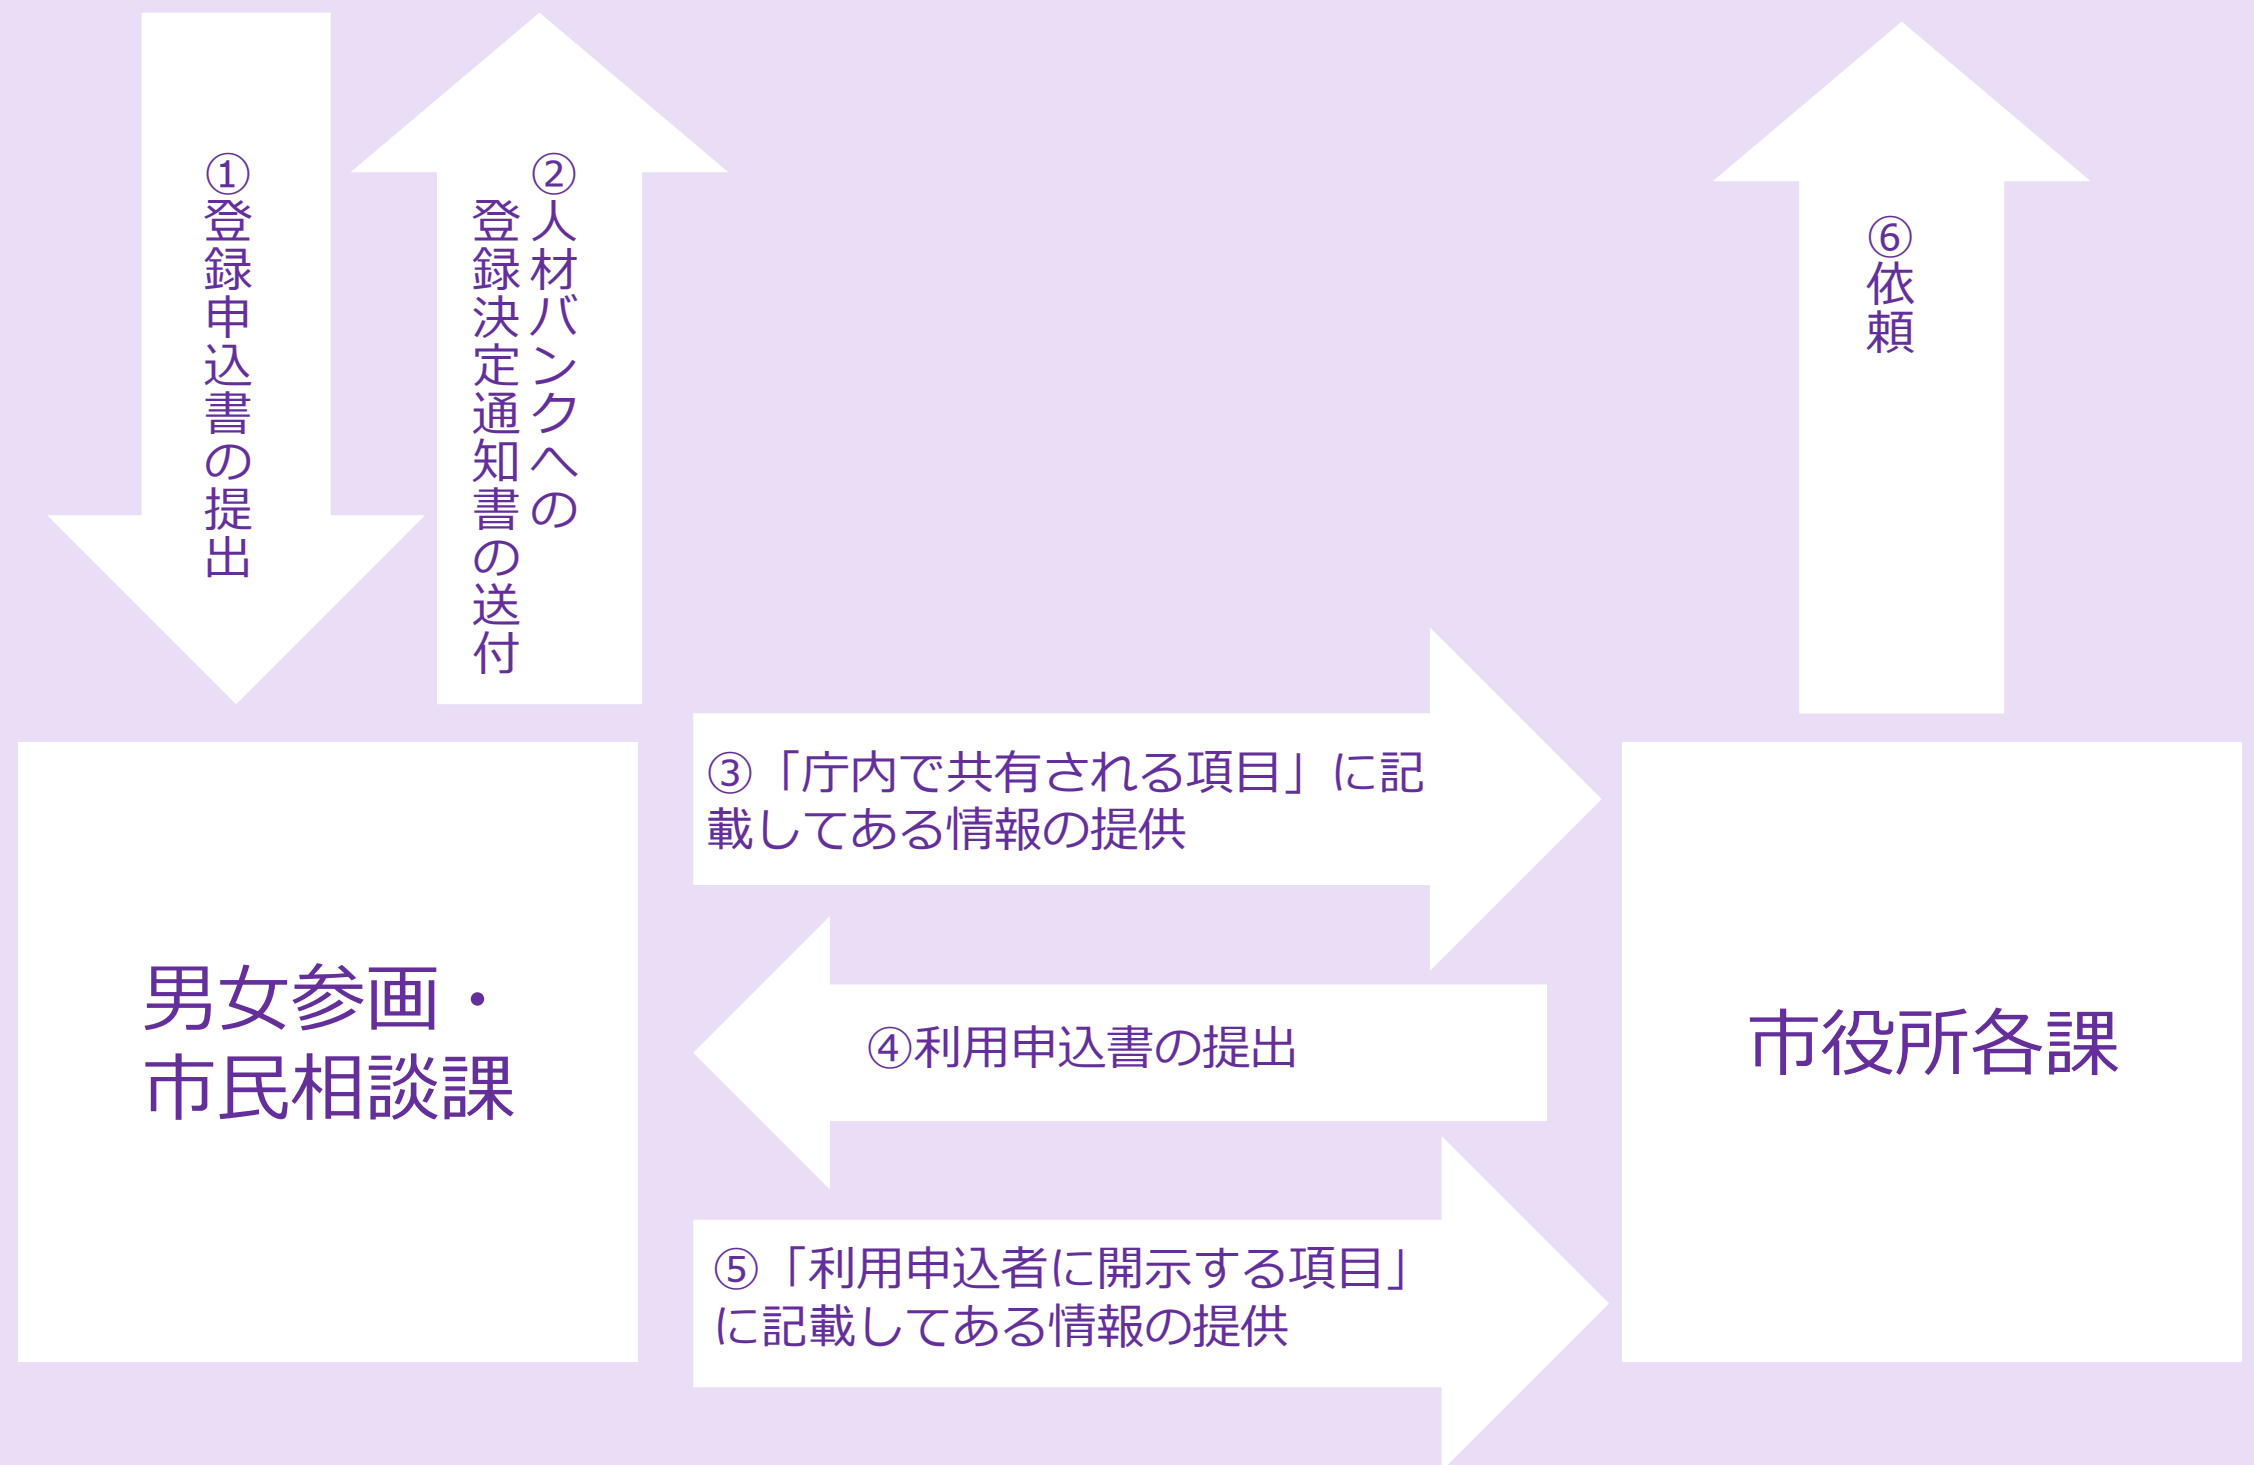 ①登録申込書の提出
②人材バンクへの
登録決定通知書の送付
⑥依頼
③「庁内で共有される項目」に記
載してある情報の提供
男女参画・
市民相談課
④利用申込書の提出
市役所各課
⑤「利用申込者に開示する項目」
に記載してある情報の提供